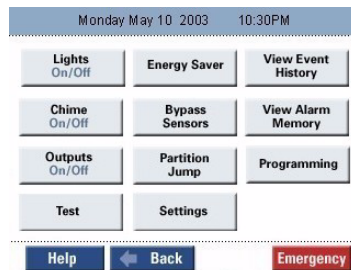 Monday May 10 2003 10:30PM
Lights
On/Off
Energy Saver
View Event
History
Chime
On/Off
Bypass
Sensors
View Alarm
Memory
Outputs
On/Off
Partition
Jump
Programming
Test
Settings
Help
Back
Emergency